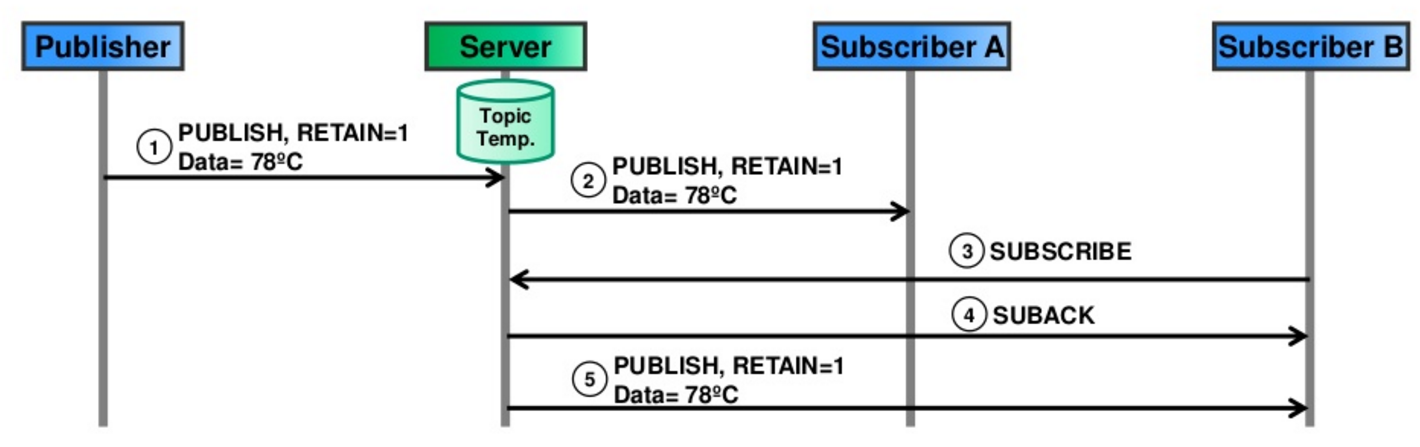 Publisher
Server
Subscriber A
Subscriber B
Topic
Temp.
1
PUBLISH, RETAIN=1
Data= 78ºC
2
PUBLISH, RETAIN=1
Data= 78ºC
3
SUBSCRIBE
4
SUBACK
5
PUBLISH, RETAIN=1
Data= 78ºC